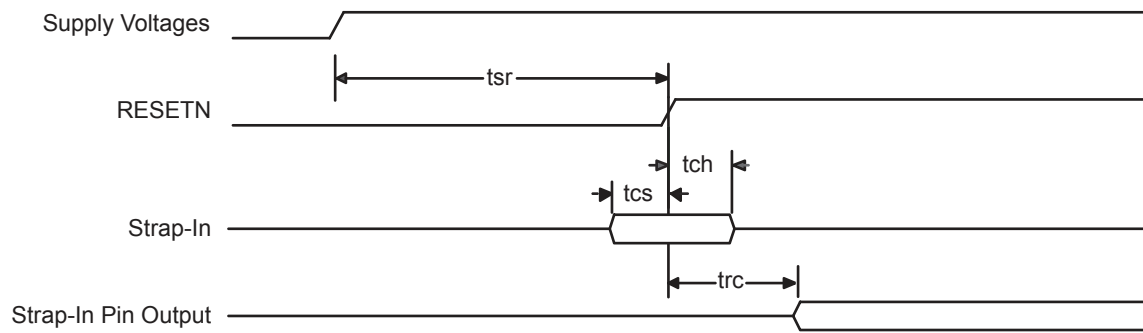 Supply Voltages
tsr
RESETN
tch
tcs
Strap-In
trc
Strap-In Pin Output